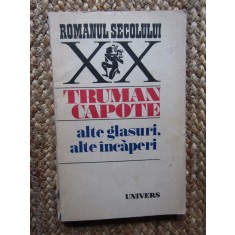 ROMANUL SECOLULUI
XX
TRUMAN
CAPOTE
alte glasuri,
alte încăperi
UNIVERS